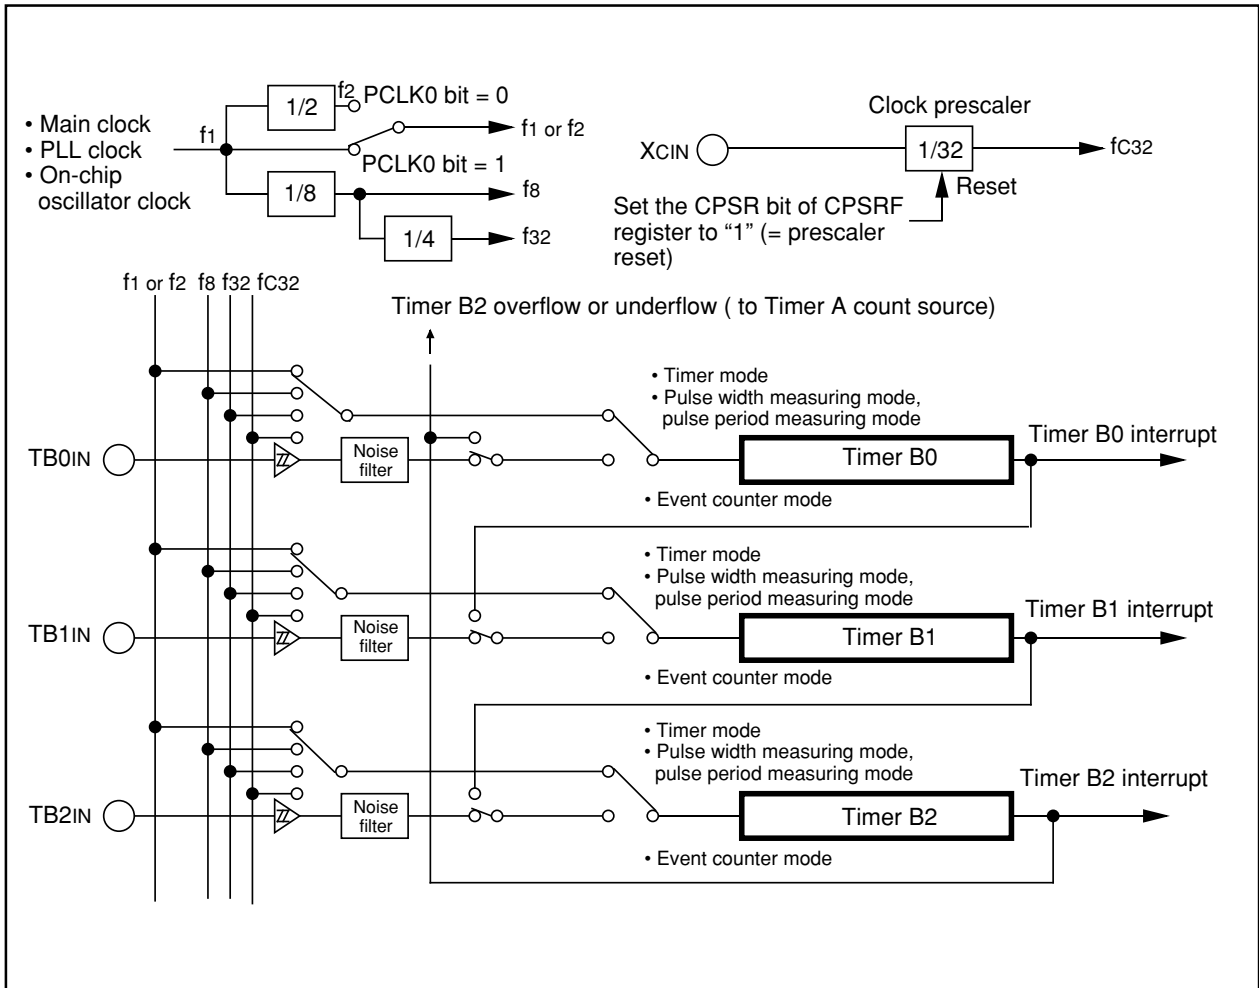 • Main clock
• PLL clock
• On-chip
oscillator clock
f1
1/2
f2
PCLK0 bit = 0
f1 or f2
PCLK0 bit = 1
1/8
f8
1/4
f32
Clock prescaler
XCIN
1/32
fC32
Reset
Set the CPSR bit of CPSRF
register to “1” (= prescaler
reset)
f1 or f2 f8 f32 fC32
Timer B2 overflow or underflow ( to Timer A count source)
• Timer mode
• Pulse width measuring mode,
pulse period measuring mode
TB0IN
Noise
filter
Timer B0
Timer B0 interrupt
• Event counter mode
• Timer mode
• Pulse width measuring mode,
pulse period measuring mode
TB1IN
Noise
filter
Timer B1
Timer B1 interrupt
• Event counter mode
• Timer mode
• Pulse width measuring mode,
pulse period measuring mode
TB2IN
Noise
filter
Timer B2
Timer B2 interrupt
• Event counter mode